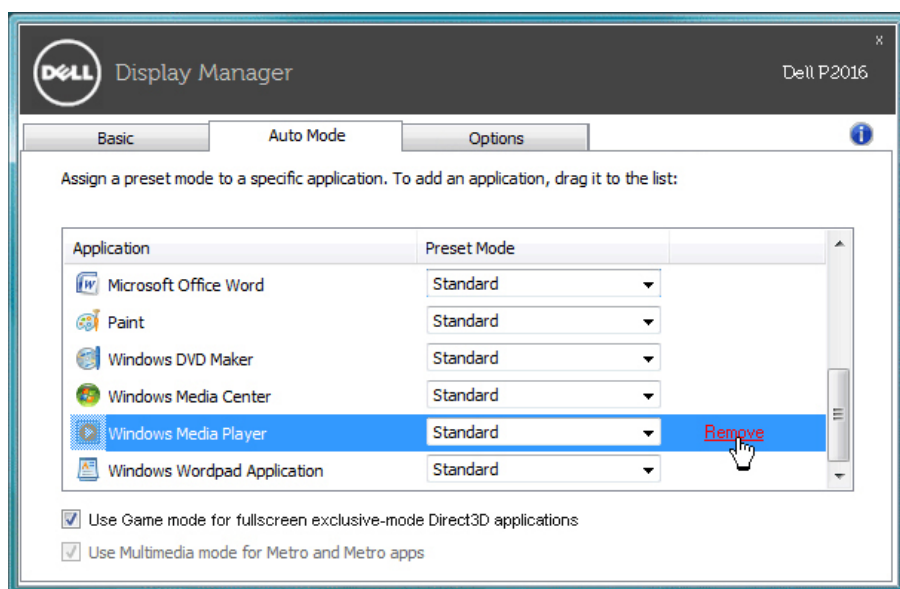 DELL Display Manager
x
Dell P2016
Basic Auto Mode Options
Assign a preset mode to a specific application. To add an application, drag it to the list:
Application Preset Mode
Microsoft Office Word Standard
Paint Standard
Windows DVD Maker Standard
Windows Media Center Standard
Windows Media Player Standard Remove
Windows Wordpad Application Standard
Use Game mode for fullscreen exclusive-mode Direct3D applications
Use Multimedia mode for Metro and Metro apps